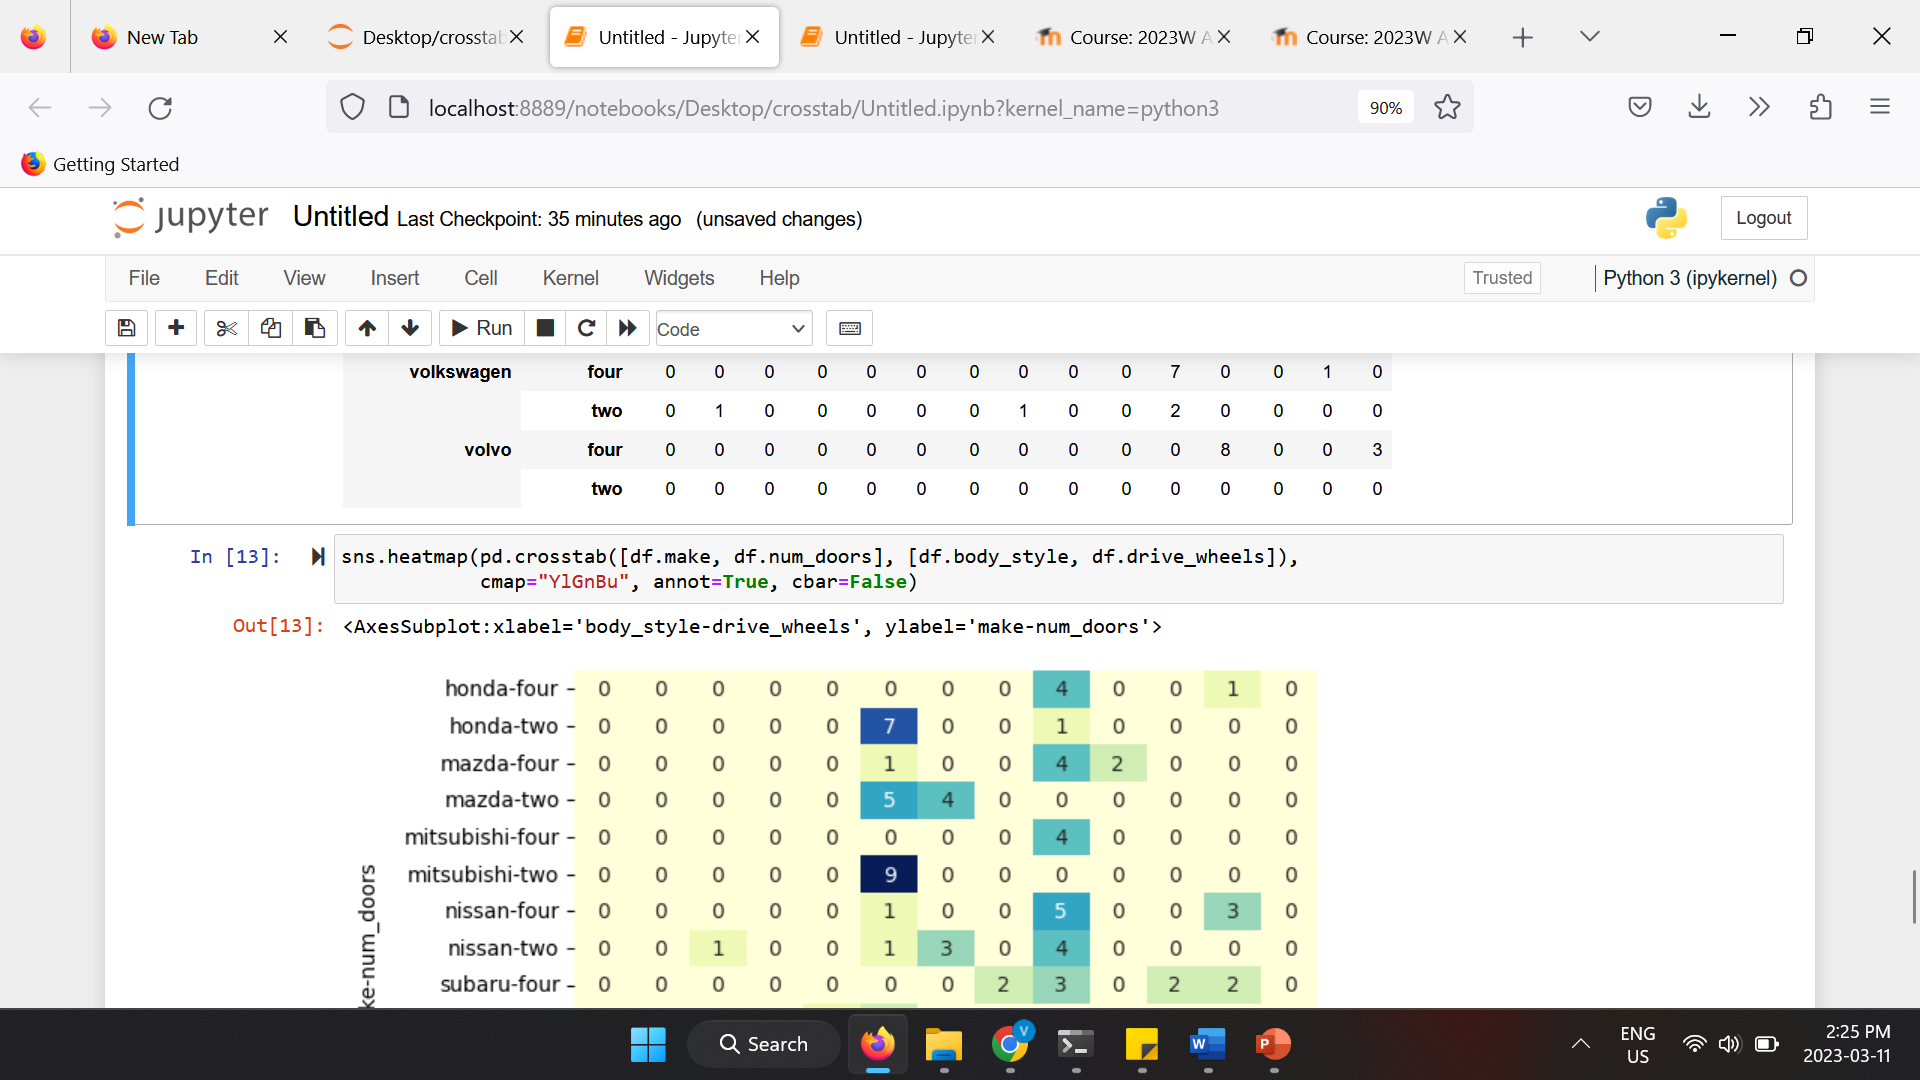 New Tab
Desktop/crosstab
Untitled - Jupyter
Untitled - Jupyter
Course: 2023W A
Course: 2023W A
localhost:8889/notebooks/Desktop/crosstab/Untitled.ipynb?kernel_name=python3
90%
Getting Started
jupyter Untitled Last Checkpoint: 35 minutes ago (unsaved changes)
Logout
File Edit View Insert Cell Kernel Widgets Help
Trusted
Python 3 (ipykernel)
Run
Code
volkswagen four 0 0 0 0 0 0 0 0 0 0 7 0 0 1 0
two 0 1 0 0 0 0 0 1 0 0 2 0 0 0 0
volvo four 0 0 0 0 0 0 0 0 0 0 0 8 0 0 3
two 0 0 0 0 0 0 0 0 0 0 0 0 0 0 0
In [13]: sns.heatmap(pd.crosstab([df.make, df.num_doors], [df.body_style, df.drive_wheels]),
cmap="YlGnBu", annot=True, cbar=False)
Out[13]: <AxesSubplot:xlabel='body_style-drive_wheels', ylabel='make-num_doors'>
honda-four 0 0 0 0 0 0 0 0 4 0 0 1 0
honda-two 0 0 0 0 0 7 0 0 1 0 0 0 0
mazda-four 0 0 0 0 0 1 0 0 4 2 0 0 0
mazda-two 0 0 0 0 0 5 4 0 0 0 0 0 0
mitsubishi-four 0 0 0 0 0 0 0 0 4 0 0 0 0
mitsubishi-two 0 0 0 0 0 9 0 0 0 0 0 0 0
nissan-four 0 0 0 0 0 1 0 0 5 0 0 3 0
nissan-two 0 0 1 0 0 1 3 0 4 0 0 0 0
subaru-four 0 0 0 0 0 0 0 2 3 0 2 2 0
ke-num_doors
Search
V
W
P
ENG
US
2:25 PM
2023-03-11